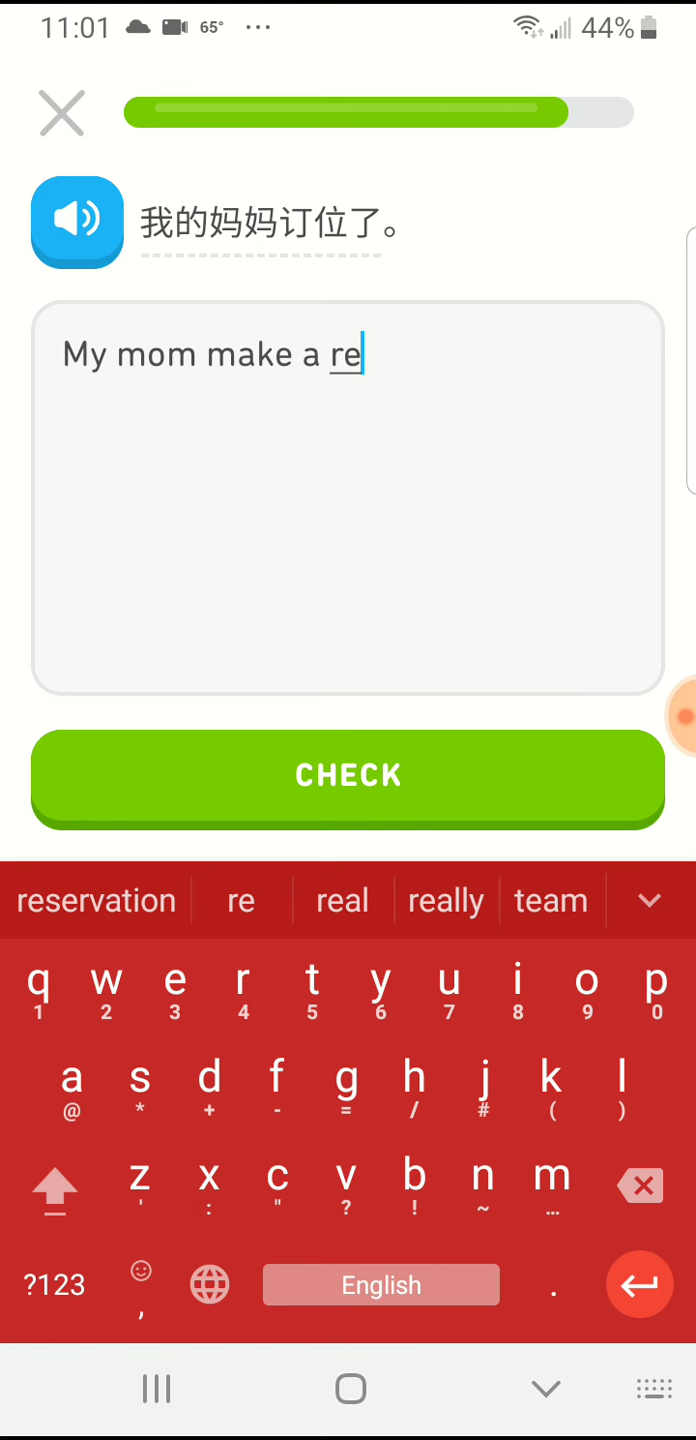 11:01 65° ... 44%
我的妈妈订位了。
My mom make a re
CHECK
reservation re real really team
q w e r t y u i o p
1 2 3 4 5 6 7 8 9 0
a s d f g h j k l
@ * + - = / # ( )
z x c v b n m
' : " ? ! ~ ...
?123 , English .